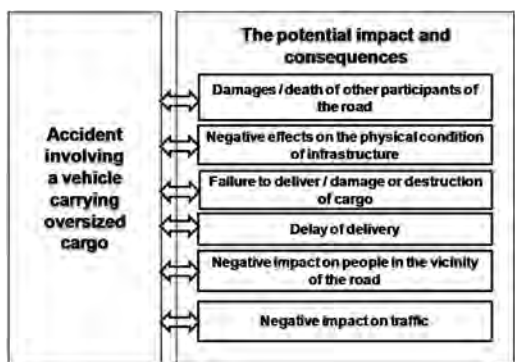 Accident
involving
a vehicle
carrying
oversized
cargo
The potential impact and
consequences
Damages / death of other participants of
the road
Negative effects on the physical condition
of infrastructure
Failure to deliver / damage or destruction
of cargo
Delay of delivery
Negative impact on people in the vicinity
of the road
Negative impact on traffic